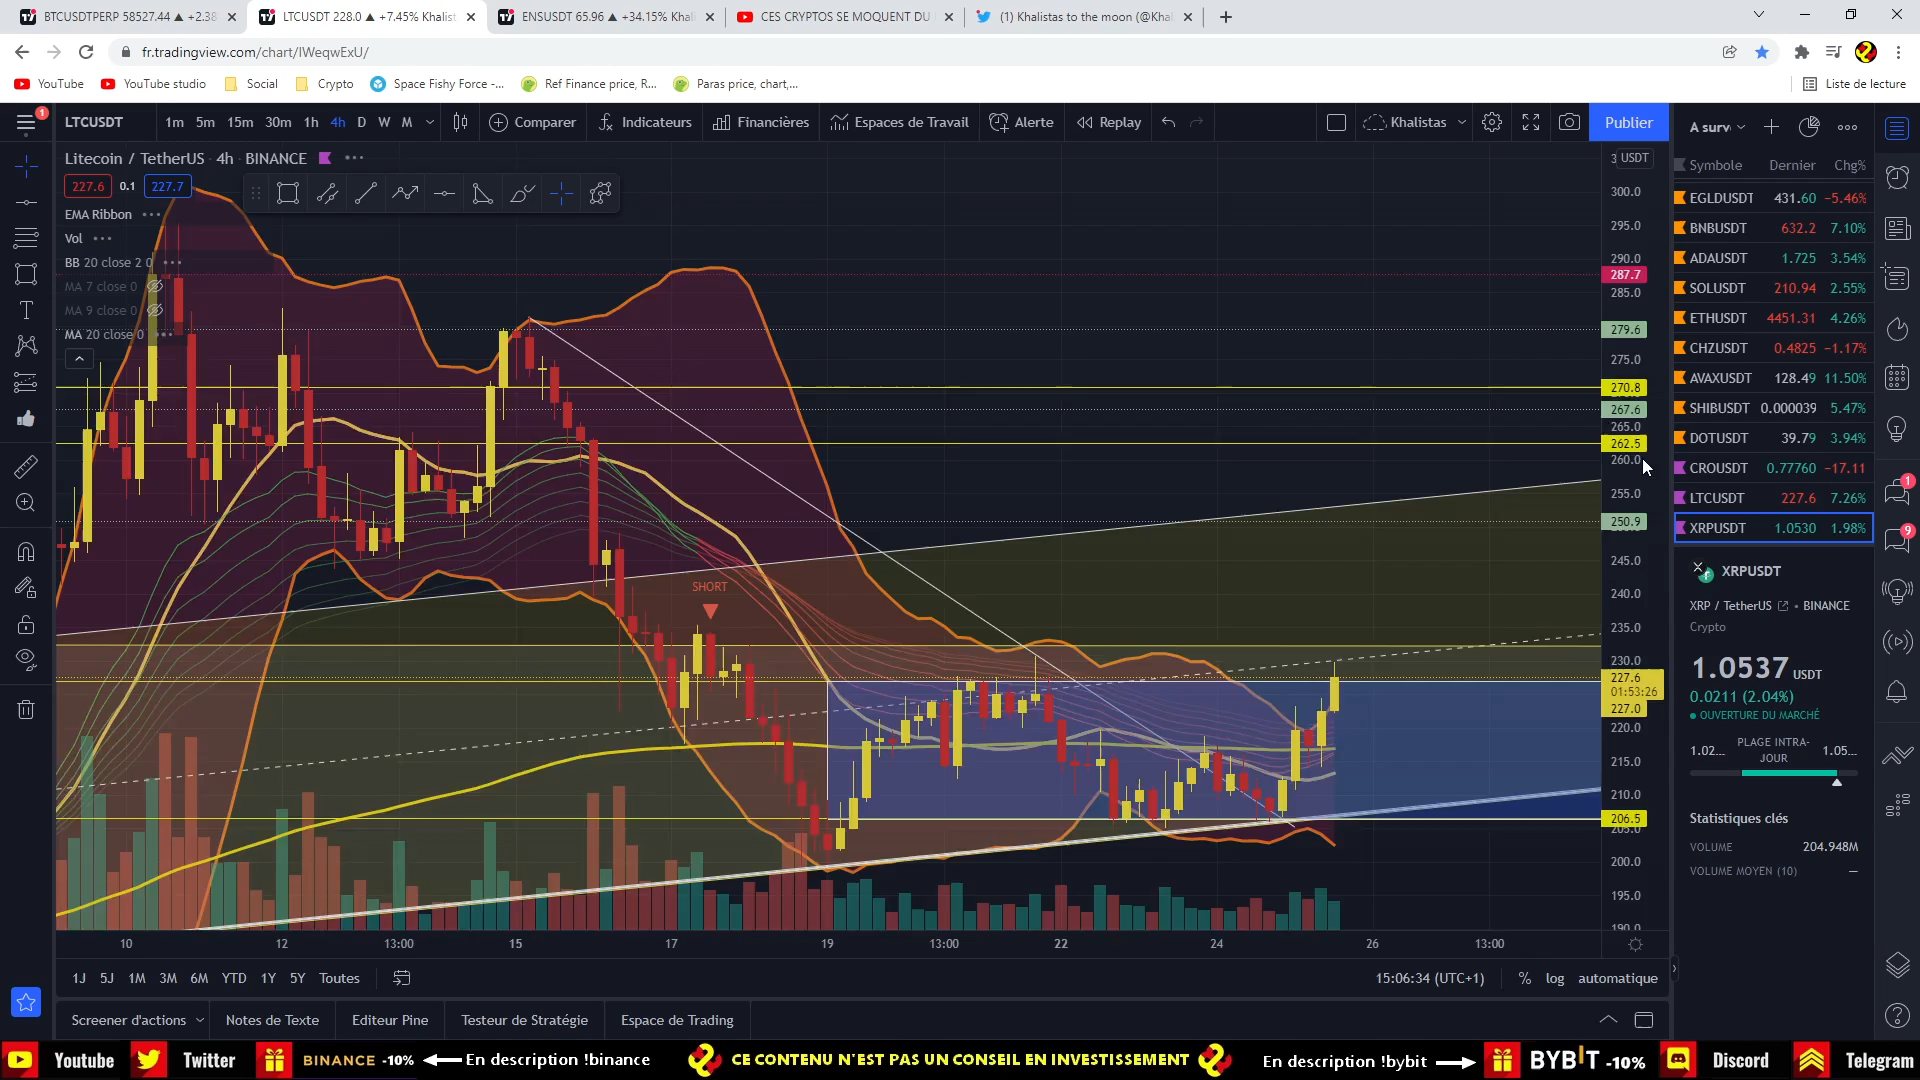 BTCUSDTPERP 58527.44 ▲ +2.38
LTCUSDT 228.0 ▲ +7.45% Khalist
ENSUSDT 65.96 ▲ +34.15% Khal
CES CRYPTOS SE MOQUENT DU
(1) Khalistas to the moon (@Kha
fr.tradingview.com/chart/IWeqwExU/
YouTube
YouTube studio
Social
Crypto
Space Fishy Force -...
Ref Finance price, R...
Paras price, chart,...
Liste de lecture
1
LTCUSDT
1m 5m 15m 30m 1h 4h D W M
Comparer
Indicateurs
Financières
Espaces de Travail
Alerte
Replay
Khalistas
Publier
Litecoin / TetherUS · 4h · BINANCE
227.6 0.1 227.7
EMA Ribbon
Vol
BB 20 close 2 0
MA 7 close 0
MA 9 close 0
MA 20 close 0
SHORT
USDT
300.0
295.0
290.0
287.7
285.0
279.6
275.0
270.8
267.6
265.0
262.5
260.0
255.0
250.9
245.0
240.0
235.0
230.0
227.6
01:53:26
227.0
220.0
215.0
210.0
206.5
205.0
200.0
195.0
190.0
10 12 13:00 15 17 19 13:00 22 24 26 13:00
1J 5J 1M 3M 6M YTD 1Y 5Y Toutes
15:06:34 (UTC+1) % log automatique
Screener d'actions
Notes de Texte
Editeur Pine
Testeur de Stratégie
Espace de Trading
A surv
Symbole Dernier Chg%
EGLDUSDT 431.60 −5.46%
BNBUSDT 632.2 7.10%
ADAUSDT 1.725 3.54%
SOLUSDT 210.94 2.55%
ETHUSDT 4451.31 4.26%
CHZUSDT 0.4825 −1.17%
AVAXUSDT 128.49 11.50%
SHIBUSDT 0.000039 5.47%
DOTUSDT 39.79 3.94%
CROUSDT 0.77760 −17.11
LTCUSDT 227.6 7.26%
XRPUSDT 1.0530 1.98%
1
9
XRPUSDT
XRP / TetherUS • BINANCE
Crypto
1.0537 USDT
0.0211 (2.04%)
OUVERTURE DU MARCHÉ
1.02... PLAGE INTRA-JOUR 1.05...
Statistiques clés
VOLUME 204.948M
VOLUME MOYEN (10) —
Youtube
Twitter
BINANCE -10%
En description !binance
CE CONTENU N'EST PAS UN CONSEIL EN INVESTISSEMENT
En description !bybit
BYBIT -10%
Discord
Telegram